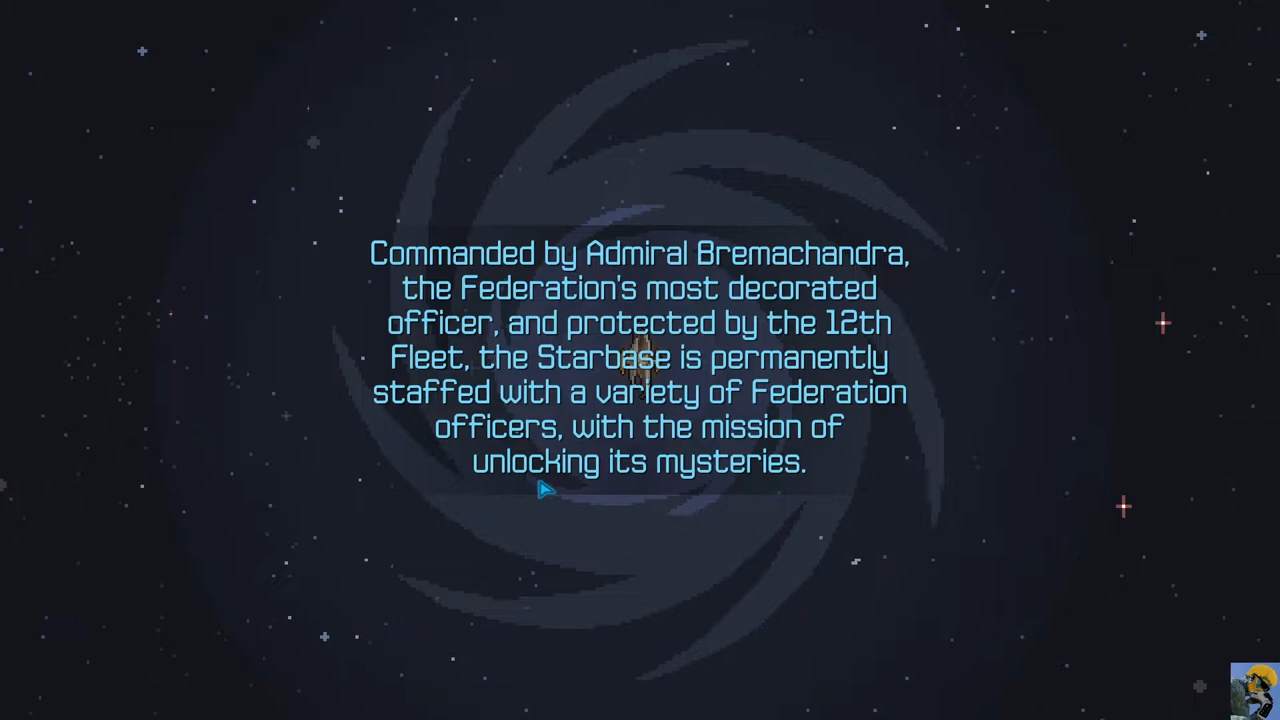 Commanded by Admiral Bremachandra,
the Federation's most decorated
officer, and protected by the 12th
Fleet, the Starbase is permanently
staffed with a variety of Federation
officers, with the mission of
unlocking its mysteries.